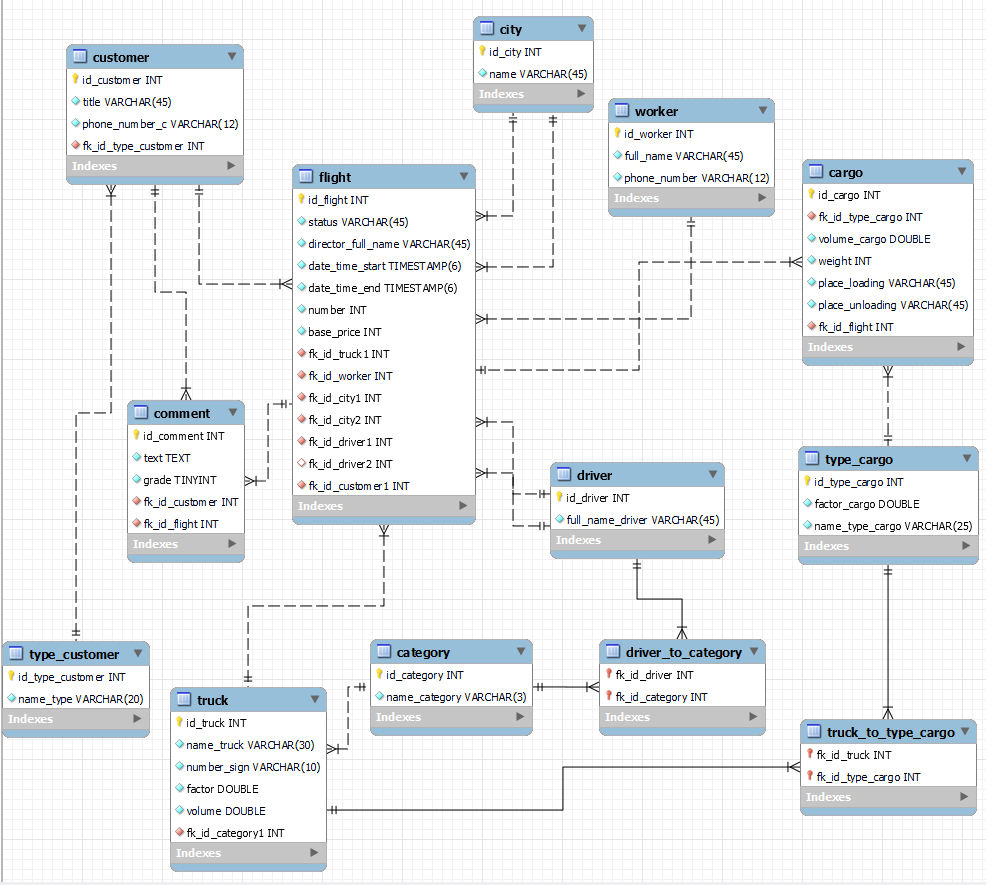 customer
id_customer INT
title VARCHAR(45)
phone_number_c VARCHAR(12)
fk_id_type_customer INT
Indexes
city
id_city INT
name VARCHAR(45)
Indexes
worker
id_worker INT
full_name VARCHAR(45)
phone_number VARCHAR(12)
Indexes
flight
id_flight INT
status VARCHAR(45)
director_full_name VARCHAR(45)
date_time_start TIMESTAMP(6)
date_time_end TIMESTAMP(6)
number INT
base_price INT
fk_id_truck1 INT
fk_id_worker INT
fk_id_city1 INT
fk_id_city2 INT
fk_id_driver1 INT
fk_id_driver2 INT
fk_id_customer1 INT
Indexes
cargo
id_cargo INT
fk_id_type_cargo INT
volume_cargo DOUBLE
weight INT
place_loading VARCHAR(45)
place_unloading VARCHAR(45)
fk_id_flight INT
Indexes
comment
id_comment INT
text TEXT
grade TINYINT
fk_id_customer INT
fk_id_flight INT
Indexes
driver
id_driver INT
full_name_driver VARCHAR(45)
Indexes
type_cargo
id_type_cargo INT
factor_cargo DOUBLE
name_type_cargo VARCHAR(25)
Indexes
type_customer
id_type_customer INT
name_type VARCHAR(20)
Indexes
category
id_category INT
name_category VARCHAR(3)
Indexes
driver_to_category
fk_id_driver INT
fk_id_category INT
Indexes
truck
id_truck INT
name_truck VARCHAR(30)
number_sign VARCHAR(10)
factor DOUBLE
volume DOUBLE
fk_id_category1 INT
Indexes
truck_to_type_cargo
fk_id_truck INT
fk_id_type_cargo INT
Indexes